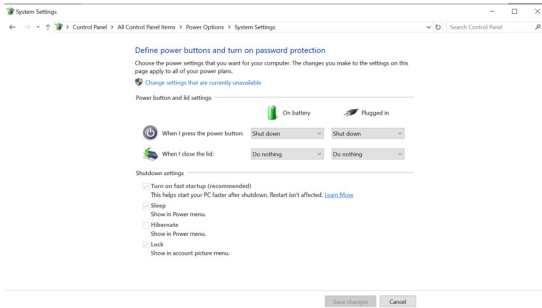 System Settings
Control Panel > All Control Panel Items > Power Options > System Settings
Search Control Panel
Define power buttons and turn on password protection
Choose the power settings that you want for your computer. The changes you make to the settings on this
page apply to all of your power plans.
Change settings that are currently unavailable
Power button and lid settings
On battery Plugged in
When I press the power button: Shut down Shut down
When I close the lid: Do nothing Do nothing
Shutdown settings
Turn on fast startup (recommended)
This helps start your PC faster after shutdown. Restart isn't affected. Learn More
Sleep
Show in Power menu.
Hibernate
Show in Power menu.
Lock
Show in account picture menu.
Save changes Cancel